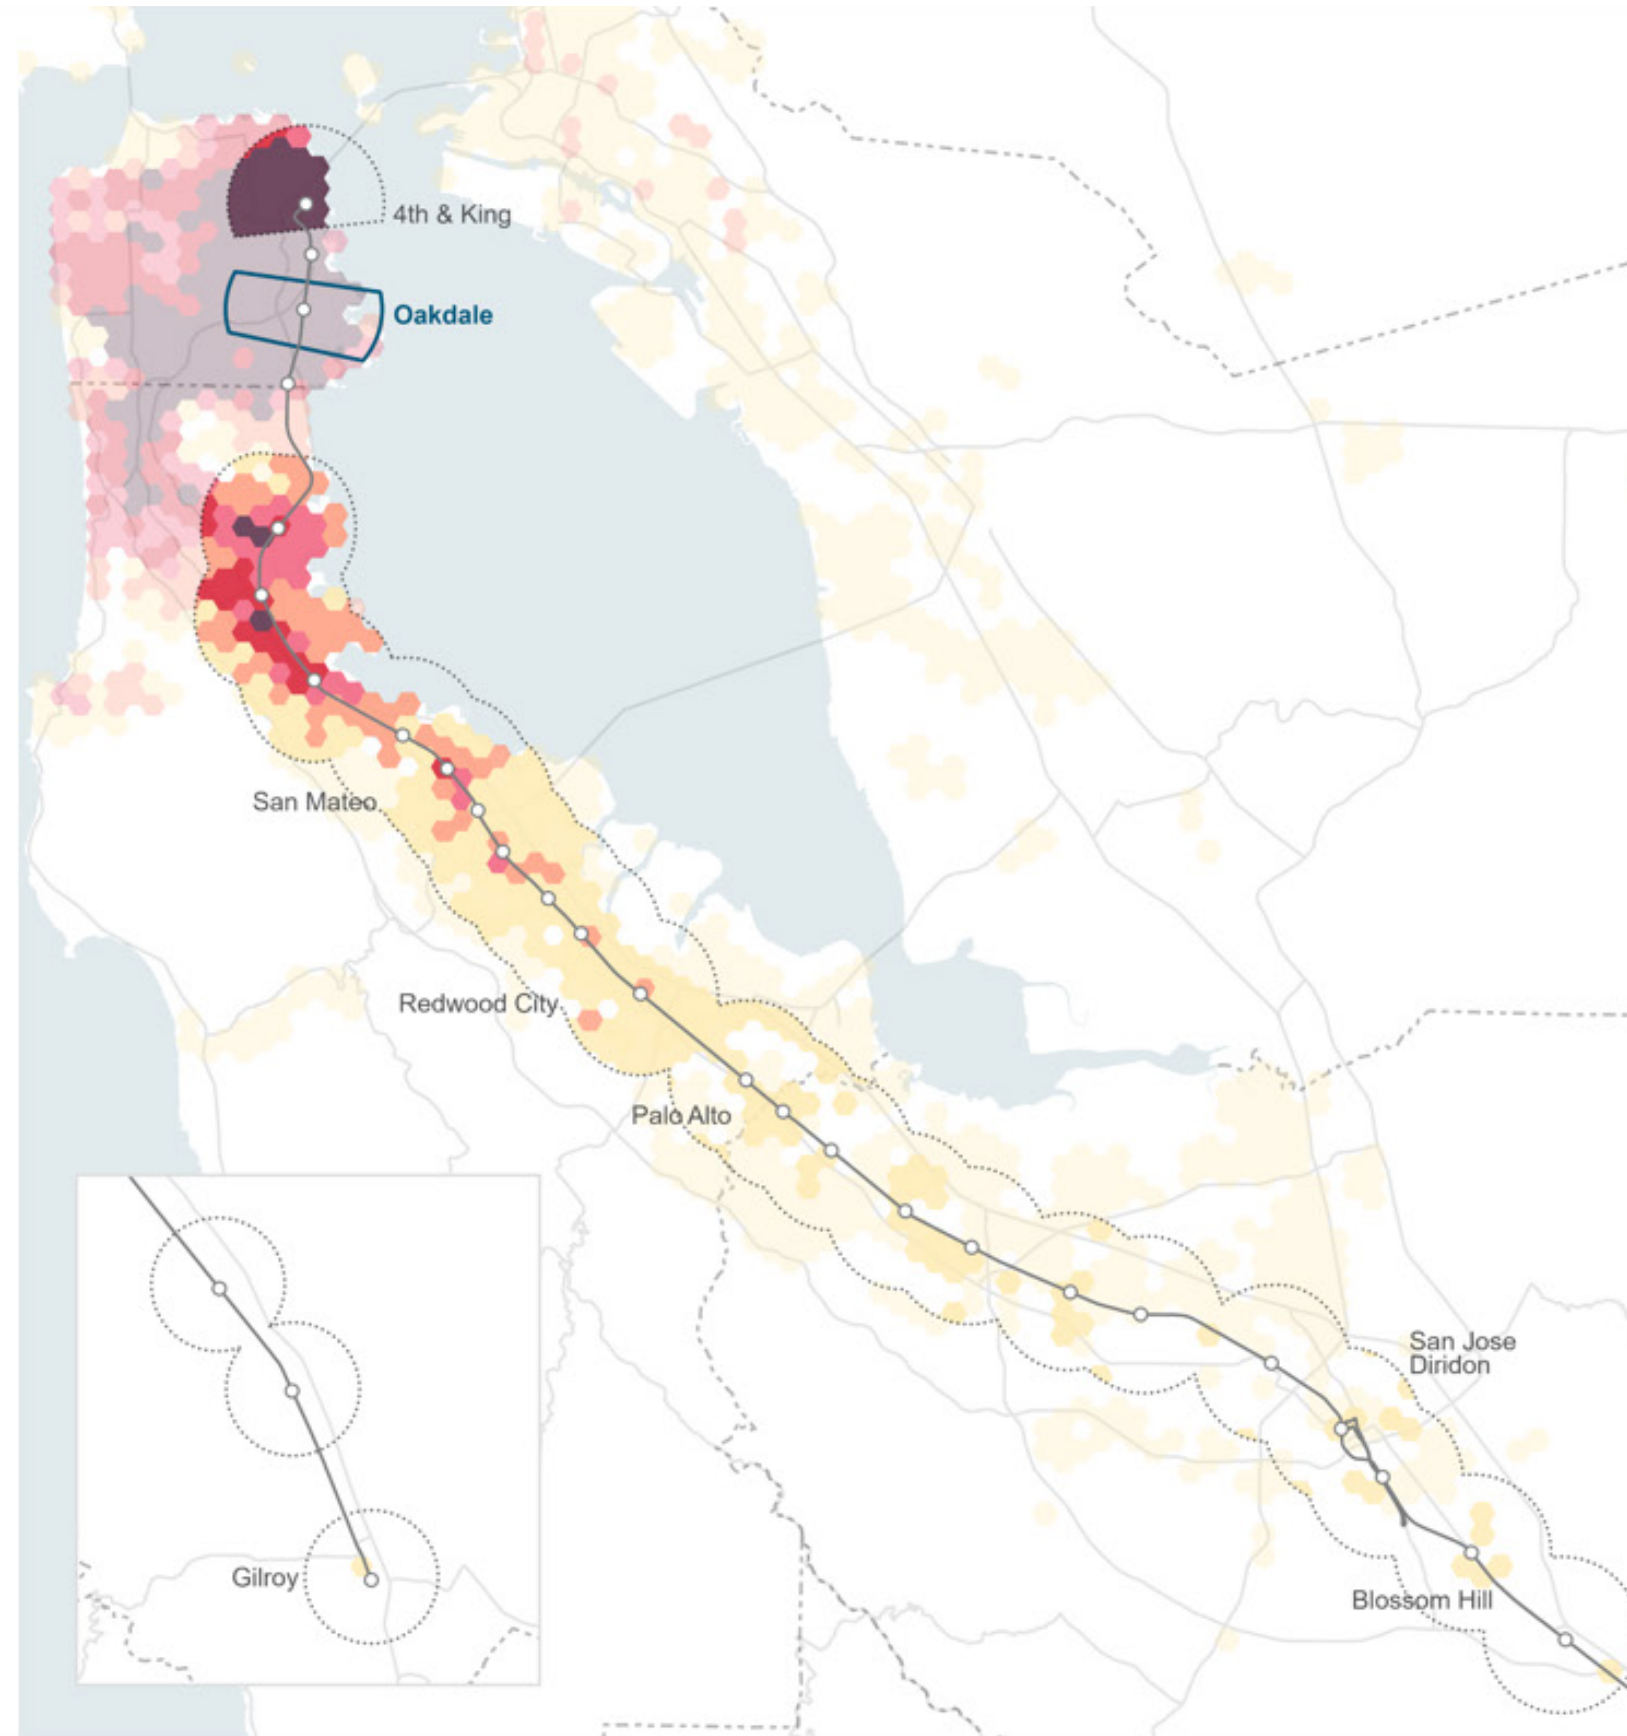 4th & King
Oakdale
San Mateo
Redwood City
Palo Alto
San Jose
Diridon
Blossom Hill
Gilroy